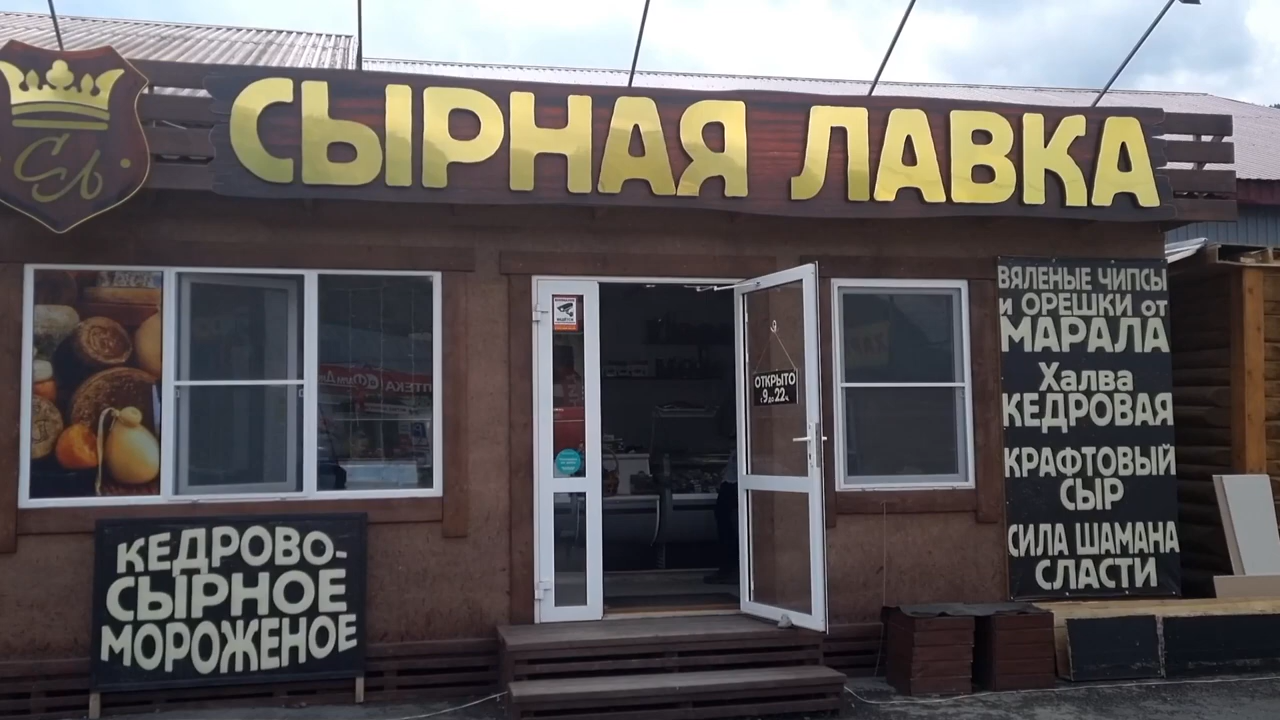 СЫРНАЯ ЛАВКА
СЛ
ОТКРЫТО
с 9 до 22 ч.
ВЯЛЕНЫЕ ЧИПСЫ
и ОРЕШКИ от
МАРАЛА
Халва
КЕДРОВАЯ
КРАФТОВЫЙ
СЫР
СИЛА ШАМАНА
СЛАСТИ
КЕДРОВО-
СЫРНОЕ
МОРОЖЕНОЕ